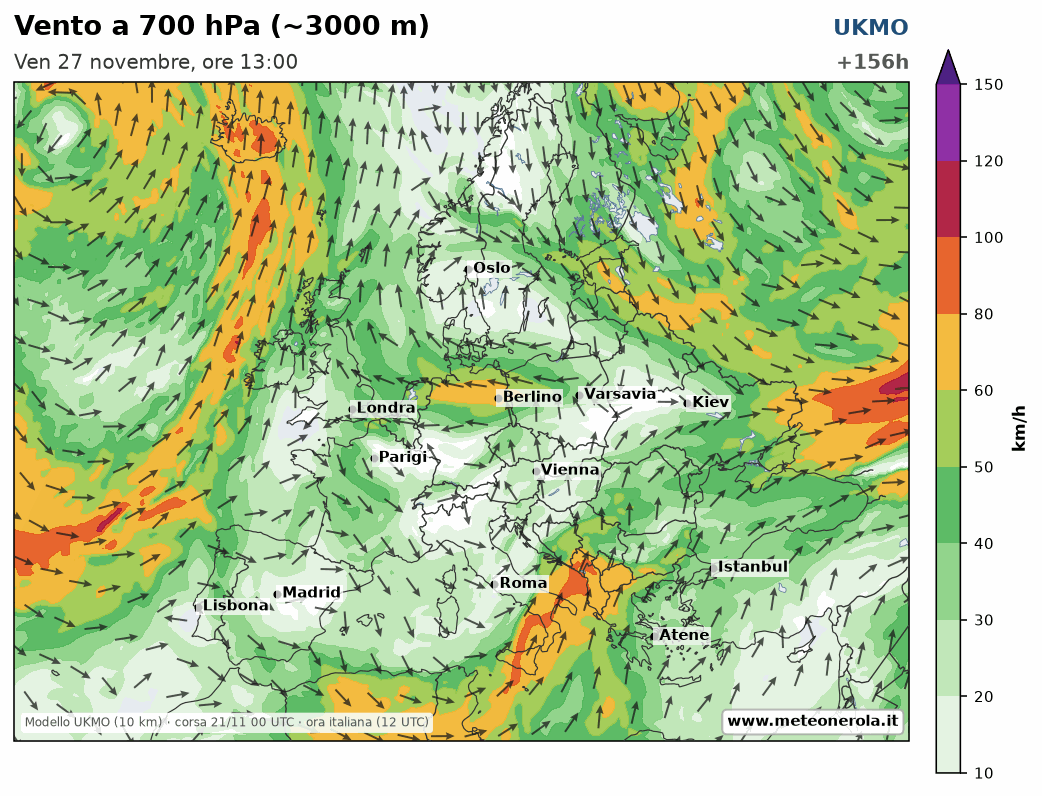 Vento a 700 hPa (~3000 m)
UKMO
Ven 27 novembre, ore 13:00
+156h
150
120
100
80
60
50
40
30
20
10
km/h
Oslo
Berlino
Varsavia
Kiev
Londra
Parigi
Vienna
Istanbul
Roma
Madrid
Lisbona
Atene
Modello UKMO (10 km) · corsa 21/11 00 UTC · ora italiana (12 UTC)
www.meteonerola.it